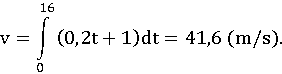 v = ∫₀¹⁶ (0,2t + 1)dt = 41,6 (m/s).